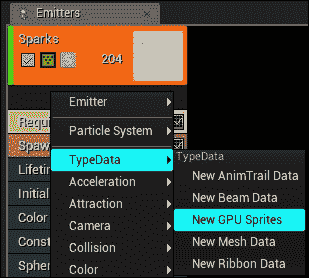 Emitters
Sparks
204
Emitter
Requ
Particle System
Spaw
TypeData
TypeData
Lifetin
New AnimTrail Data
Initial
Acceleration
New Beam Data
Attraction
Color
Camera
New GPU Sprites
Const
Collision
New Mesh Data
Spher
Color
New Ribbon Data